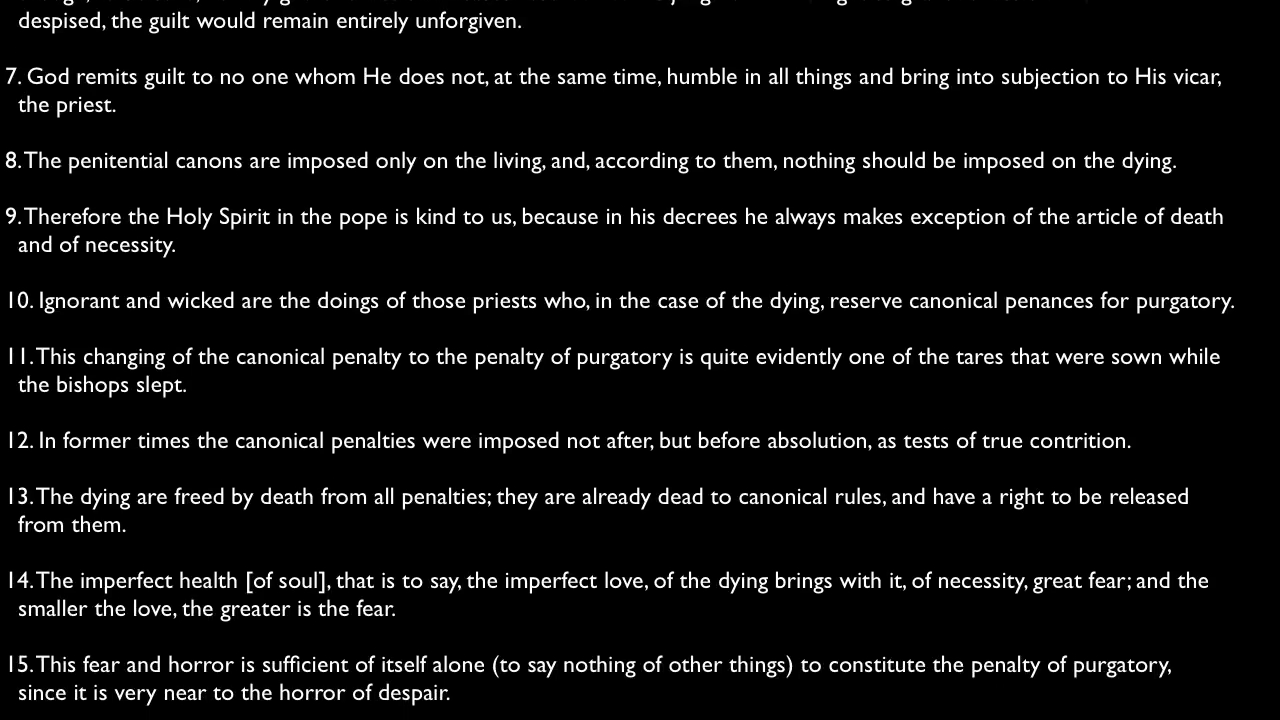 despised, the guilt would remain entirely unforgiven.
7. God remits guilt to no one whom He does not, at the same time, humble in all things and bring into subjection to His vicar,
the priest.
8. The penitential canons are imposed only on the living, and, according to them, nothing should be imposed on the dying.
9. Therefore the Holy Spirit in the pope is kind to us, because in his decrees he always makes exception of the article of death
and of necessity.
10. Ignorant and wicked are the doings of those priests who, in the case of the dying, reserve canonical penances for purgatory.
11. This changing of the canonical penalty to the penalty of purgatory is quite evidently one of the tares that were sown while
the bishops slept.
12. In former times the canonical penalties were imposed not after, but before absolution, as tests of true contrition.
13. The dying are freed by death from all penalties; they are already dead to canonical rules, and have a right to be released
from them.
14. The imperfect health [of soul], that is to say, the imperfect love, of the dying brings with it, of necessity, great fear; and the
smaller the love, the greater is the fear.
15. This fear and horror is sufficient of itself alone (to say nothing of other things) to constitute the penalty of purgatory,
since it is very near to the horror of despair.